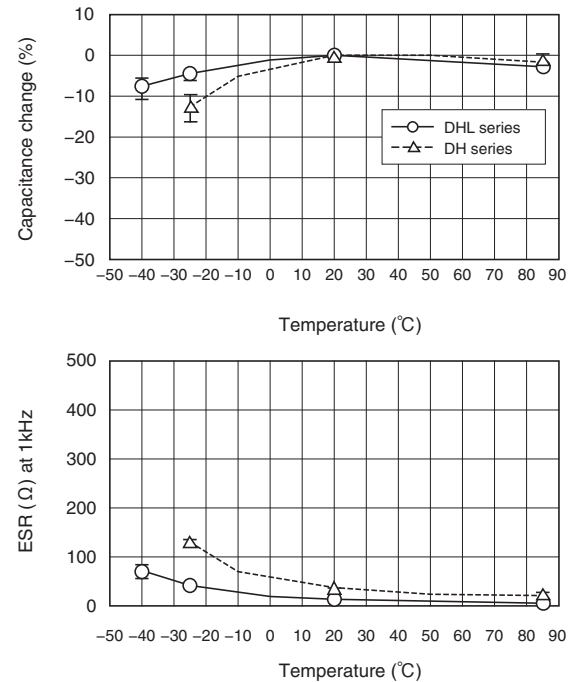 10
0
−10
−20
−30
−40
−50
Capacitance change (%)
DHL series
DH series
−50 −40 −30 −20 −10 0 10 20 30 40 50 60 70 80 90
Temperature (℃)
500
400
300
200
100
0
ESR (Ω) at 1kHz
−50 −40 −30 −20 −10 0 10 20 30 40 50 60 70 80 90
Temperature (℃)